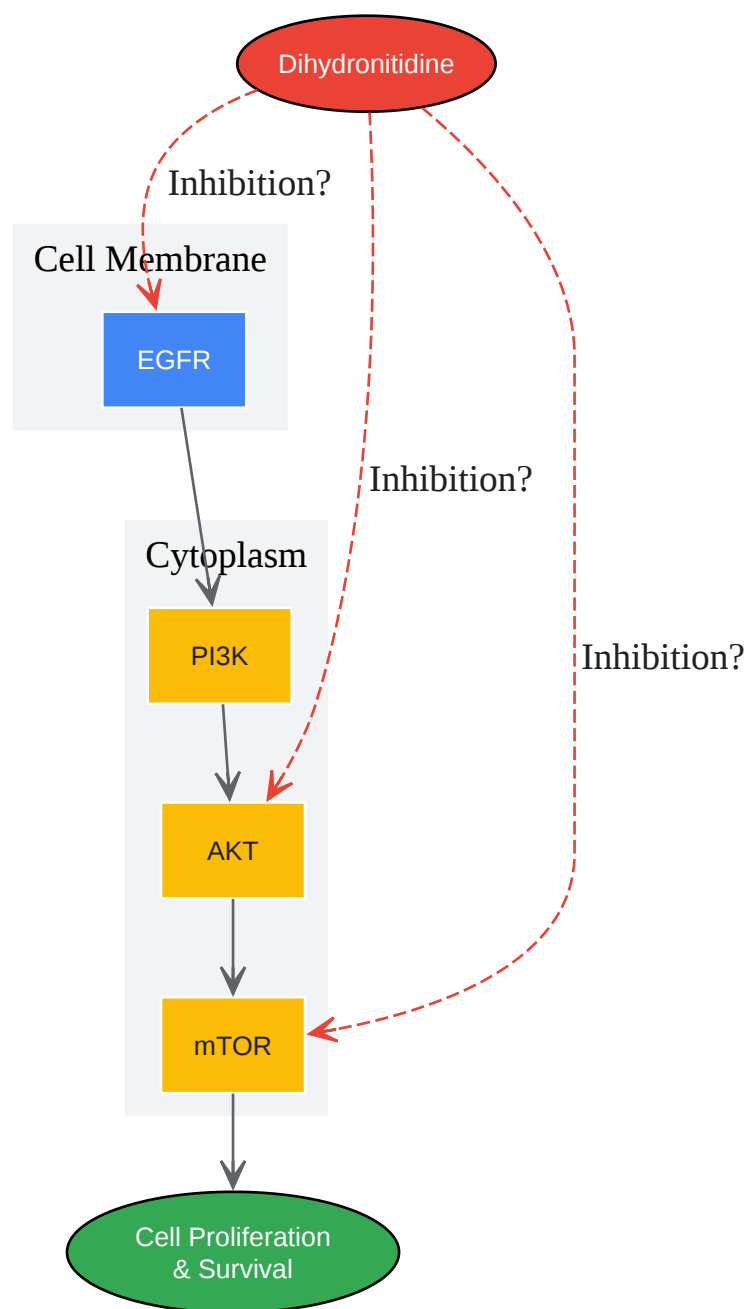 Dihydronitidine
Inhibition?
Cell Membrane
EGFR
Inhibition?
Cytoplasm
PI3K
Inhibition?
AKT
mTOR
Cell Proliferation
& Survival